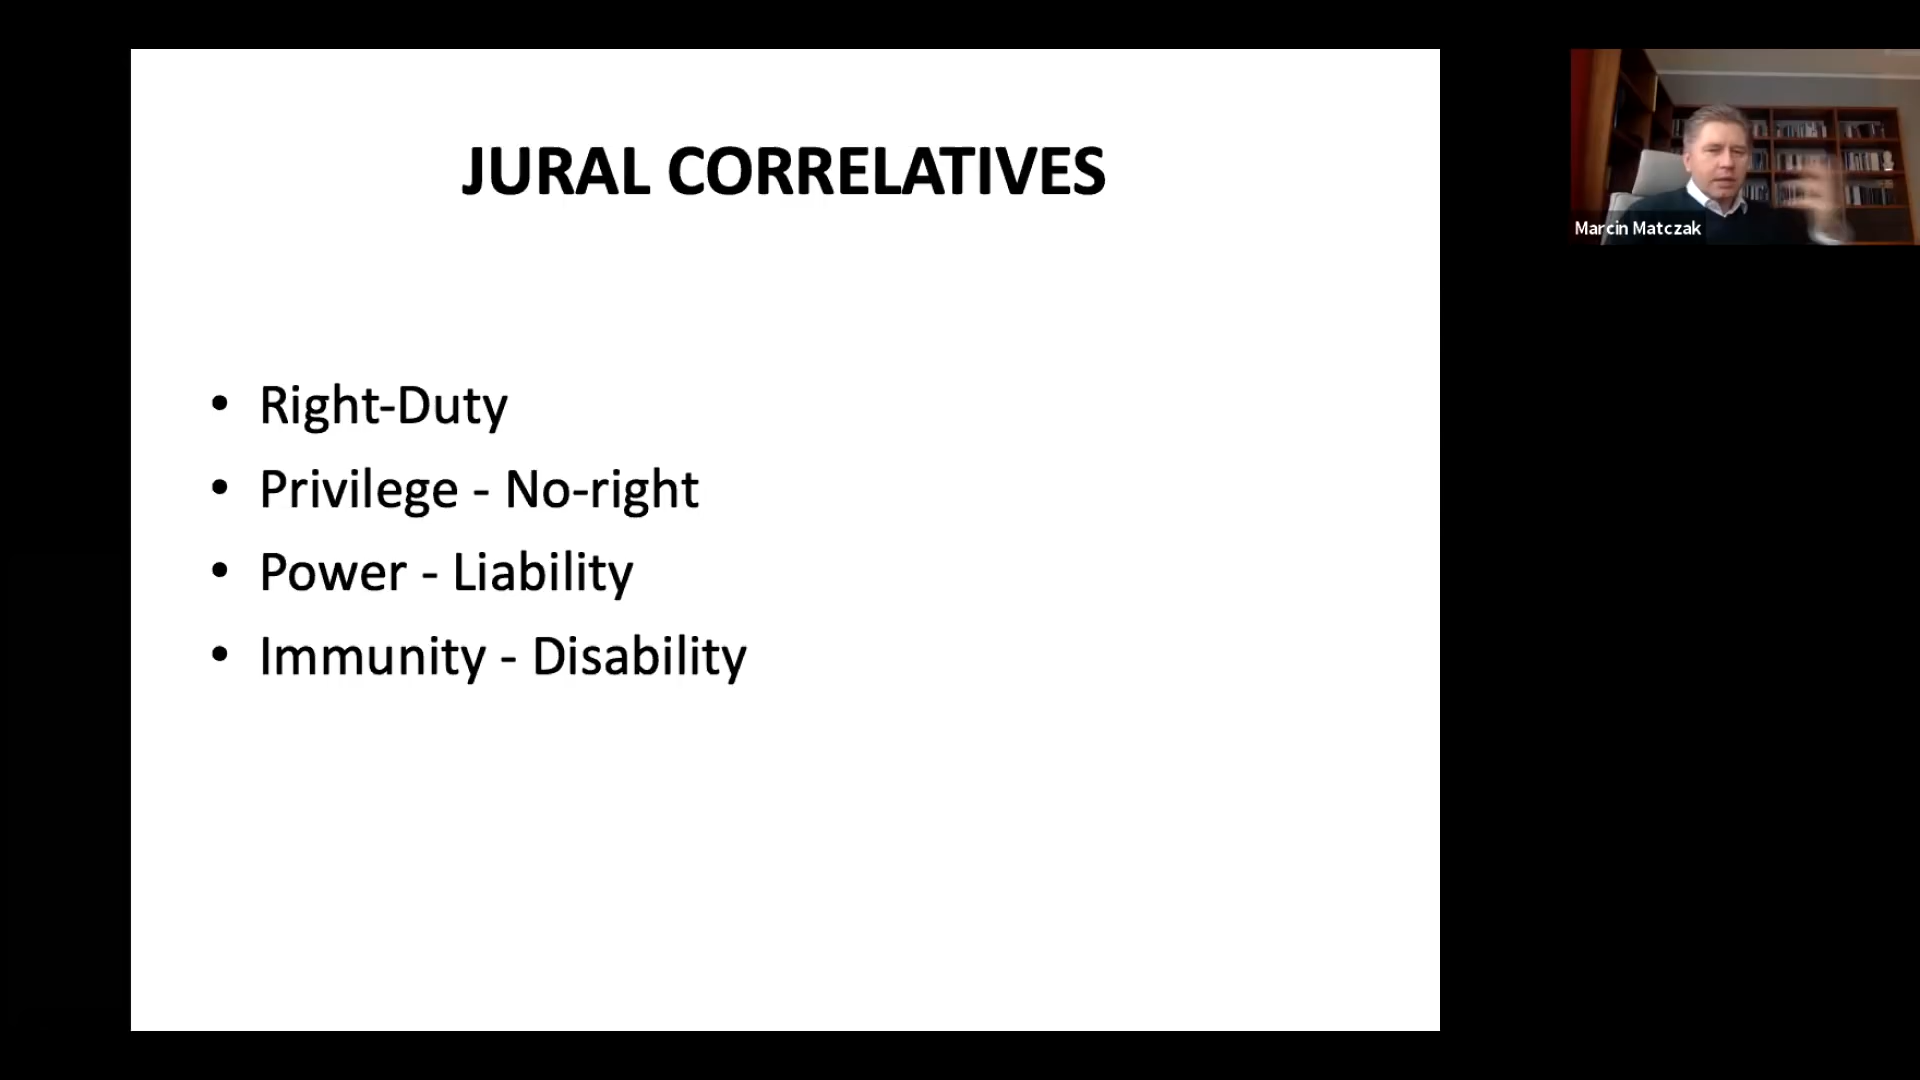 JURAL CORRELATIVES
• Right-Duty
• Privilege - No-right
• Power - Liability
• Immunity - Disability
Marcin Matczak